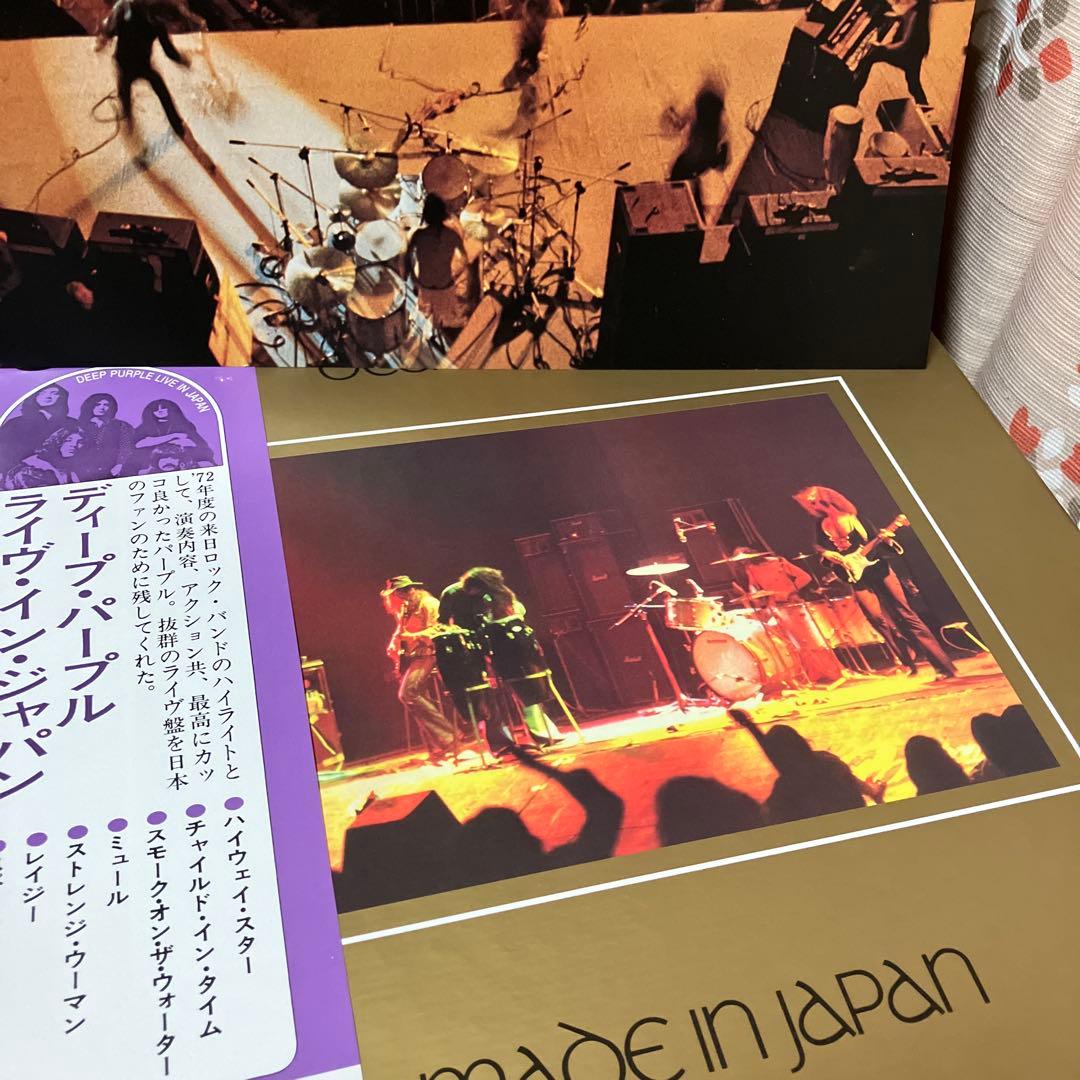 DEEP PURPLE LIVE IN JAPAN
'72年度の来日ロック・バンドのハイライトと
して、演奏内容、アクション共、最高にカッ
コ良かったパープル。抜群のライヴ盤を日本
のファンのために残してくれた。
ディープ・パープル
ライヴ・イン・ジャパン
●ハイウェイ・スター
●チャイルド・イン・タイム
●スモーク・オン・ザ・ウォーター
●ミュール
●ストレンジ・ウーマン
●レイジー
MADE IN JAPAN